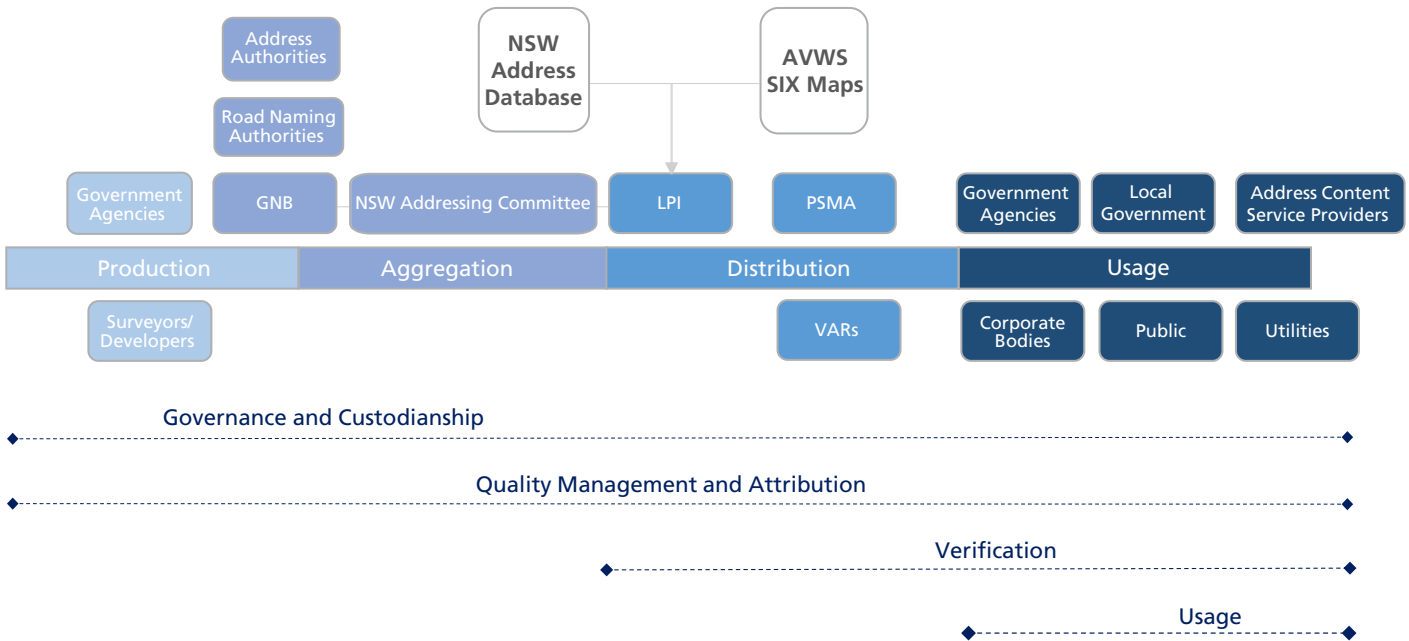 Address
Authorities
NSW
Address
Database
AVWS
SIX Maps
Road Naming
Authorities
Government
Agencies
GNB
NSW Addressing Committee
LPI
PSMA
Government
Agencies
Local
Government
Address Content
Service Providers
Production
Aggregation
Distribution
Usage
Surveyors/
Developers
VARs
Corporate
Bodies
Public
Utilities
Governance and Custodianship
Quality Management and Attribution
Verification
Usage